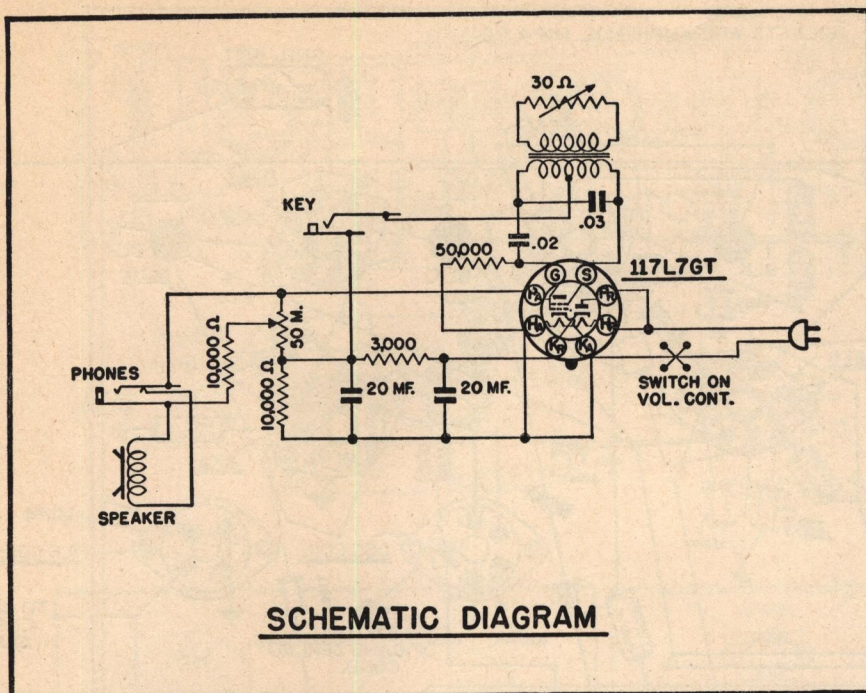 30 Ω
KEY
.03
.02
50,000
117L7GT
G
S
50 M.
3,000
10,000 Ω
PHONES
10,000 Ω
20 MF.
20 MF.
SWITCH ON
VOL. CONT.
SPEAKER
SCHEMATIC DIAGRAM